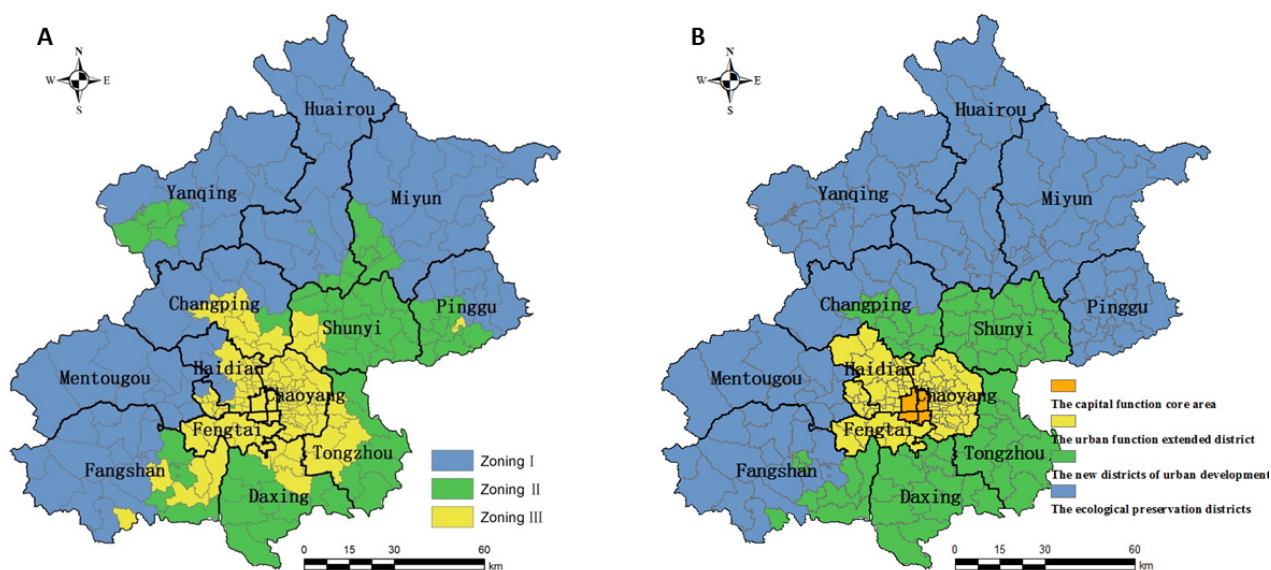 A
N
W E
S
Huairou
Yanqing
Miyun
Changping
Pinggu
Shunyi
Haidian
Mentougou
Chaoyang
Fengtai
Tongzhou
Fangshan
Daxing
Zoning I
Zoning II
Zoning III
0 15 30 60
km
B
N
W E
S
Huairou
Yanqing
Miyun
Changping
Pinggu
Shunyi
Haidian
Mentougou
Chaoyang
Fengtai
Tongzhou
Fangshan
Daxing
The capital function core area
The urban function extended district
The new districts of urban development
The ecological preservation districts
0 15 30 60
km